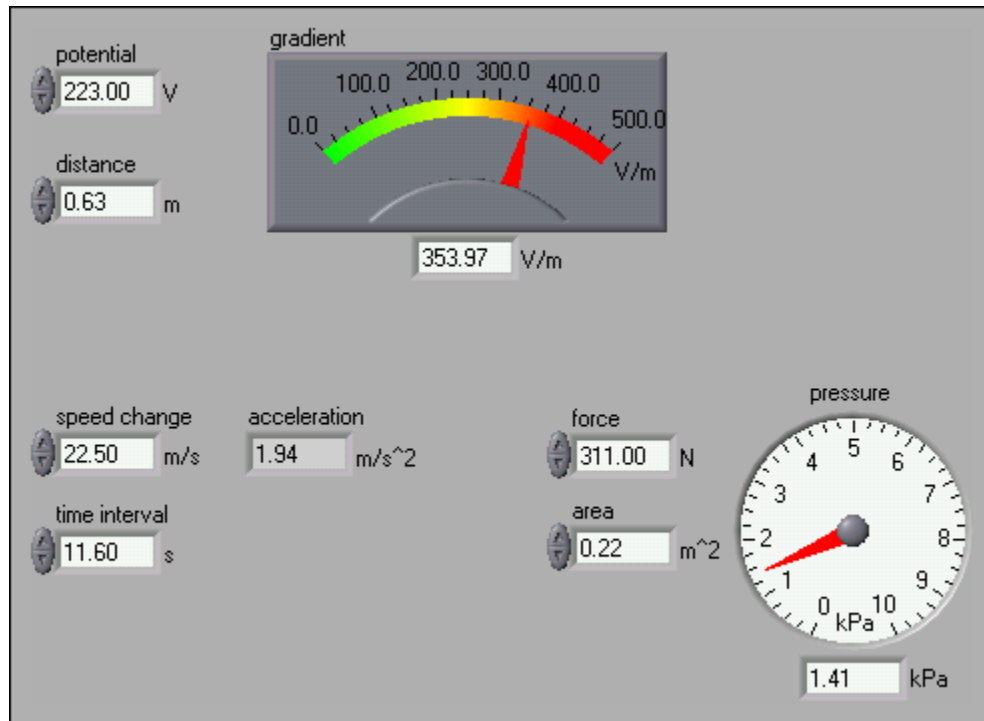 potential
223.00 V
distance
0.63 m
gradient
0.0 100.0 200.0 300.0 400.0 500.0
V/m
353.97 V/m
speed change
22.50 m/s
acceleration
1.94 m/s^2
time interval
11.60 s
force
311.00 N
area
0.22 m^2
pressure
0 1 2 3 4 5 6 7 8 9 10
kPa
1.41 kPa